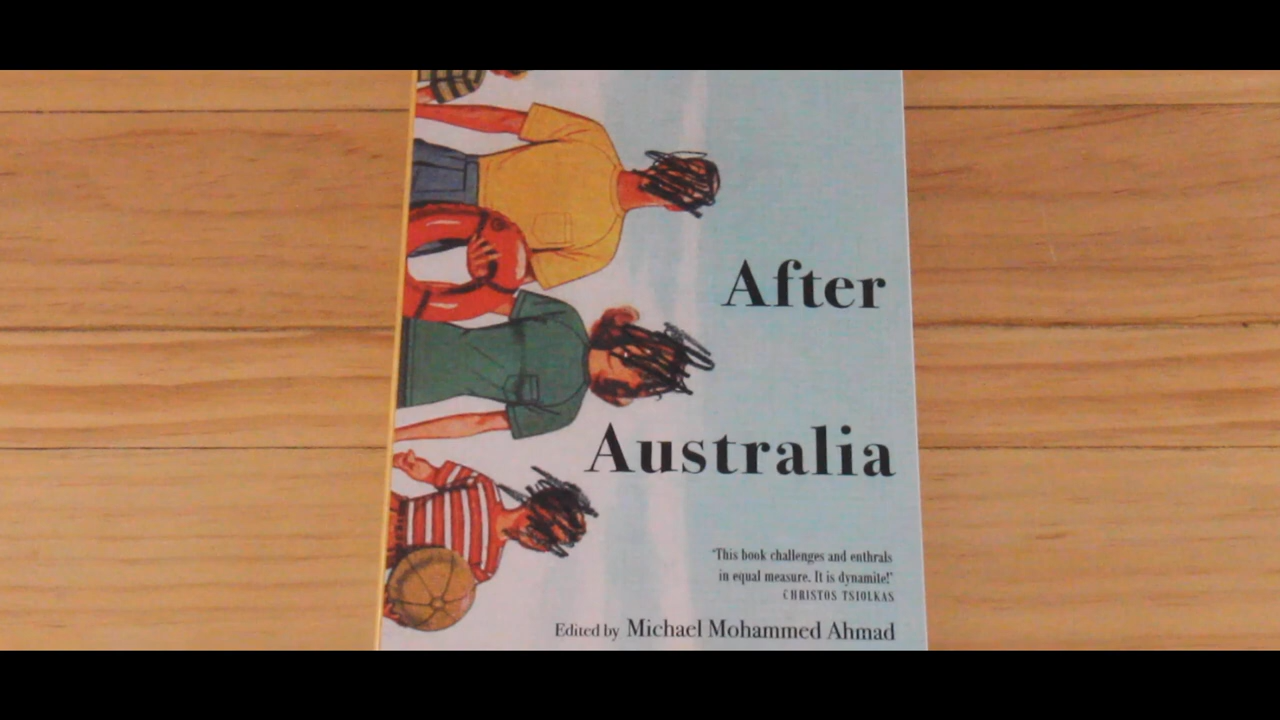 After
Australia
"This book challenges and enthrals
in equal measure. It is dynamite!"
CHRISTOS TSIOLKAS
Edited by Michael Mohammed Ahmad